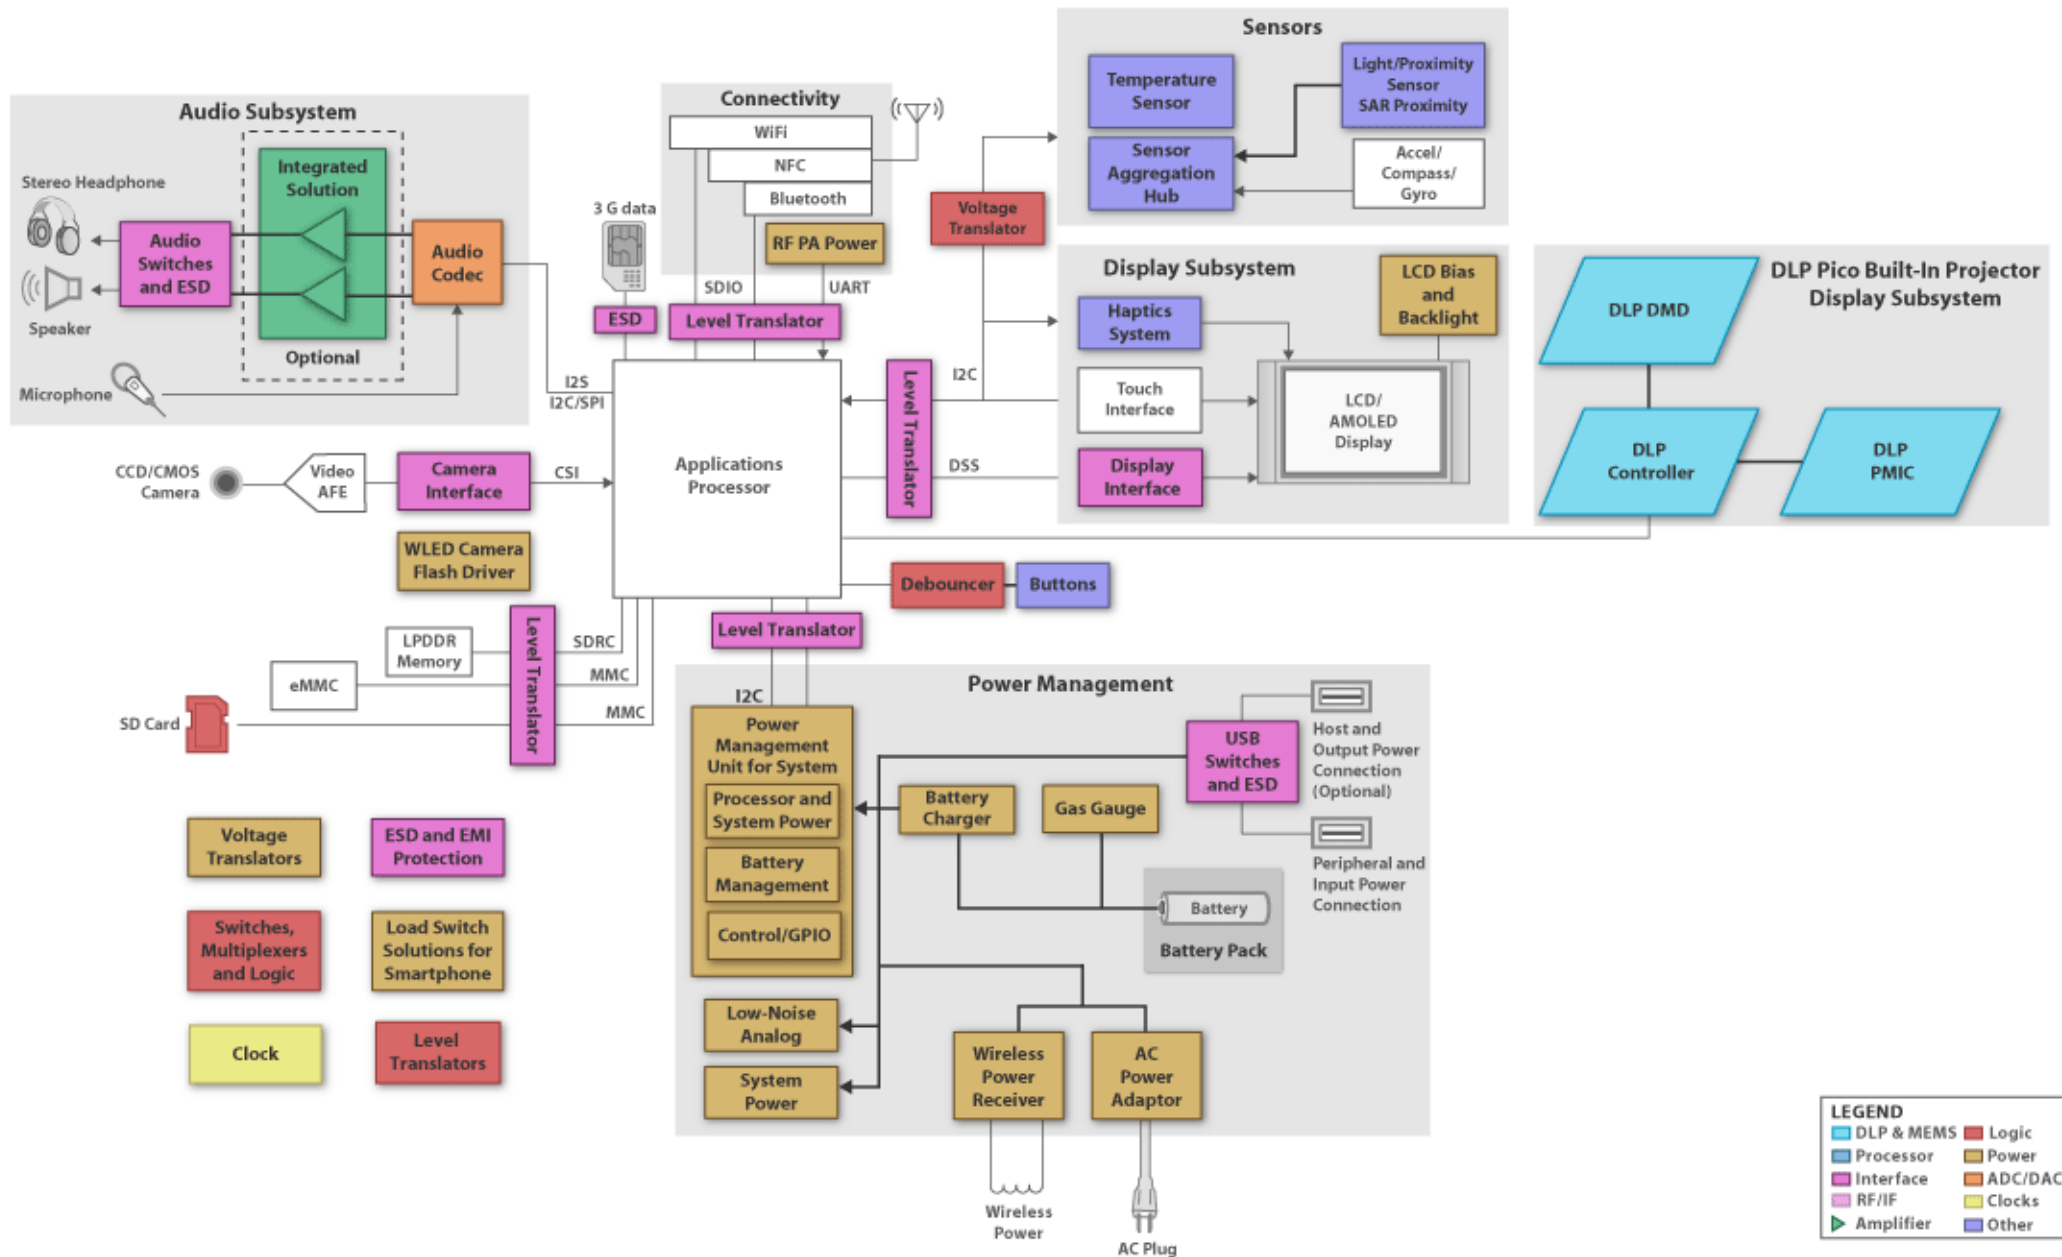 Audio Subsystem
Integrated
Solution
Optional
Stereo Headphone
Speaker
Microphone
Audio
Switches
and ESD
Audio
Codec
I2S
I2C/SPI
Connectivity
WiFi
NFC
Bluetooth
RF PA Power
3 G data
ESD
SDIO
UART
Level Translator
Sensors
Temperature
Sensor
Light/Proximity
Sensor
SAR Proximity
Sensor
Aggregation
Hub
Accel/
Compass/
Gyro
Voltage
Translator
Display Subsystem
Haptics
System
LCD Bias
and
Backlight
Touch
Interface
Display
Interface
LCD/
AMOLED
Display
I2C
DSS
Level Translator
DLP Pico Built-In Projector
Display Subsystem
DLP DMD
DLP
Controller
DLP
PMIC
CCD/CMOS
Camera
Video
AFE
Camera
Interface
CSI
Applications
Processor
WLED Camera
Flash Driver
Debouncer
Buttons
LPDDR
Memory
eMMC
SD Card
Level Translator
SDRC
MMC
MMC
Level Translator
Power Management
I2C
Power
Management
Unit for System
Processor and
System Power
Battery
Management
Control/GPIO
Battery
Charger
Gas Gauge
USB
Switches
and ESD
Host and
Output Power
Connection
(Optional)
Peripheral and
Input Power
Connection
Battery
Battery Pack
Low-Noise
Analog
System
Power
Wireless
Power
Receiver
AC
Power
Adaptor
Wireless
Power
AC Plug
Voltage
Translators
ESD and EMI
Protection
Switches,
Multiplexers
and Logic
Load Switch
Solutions for
Smartphone
Clock
Level
Translators
LEGEND
DLP & MEMS
Logic
Processor
Power
Interface
ADC/DAC
RF/IF
Clocks
Amplifier
Other